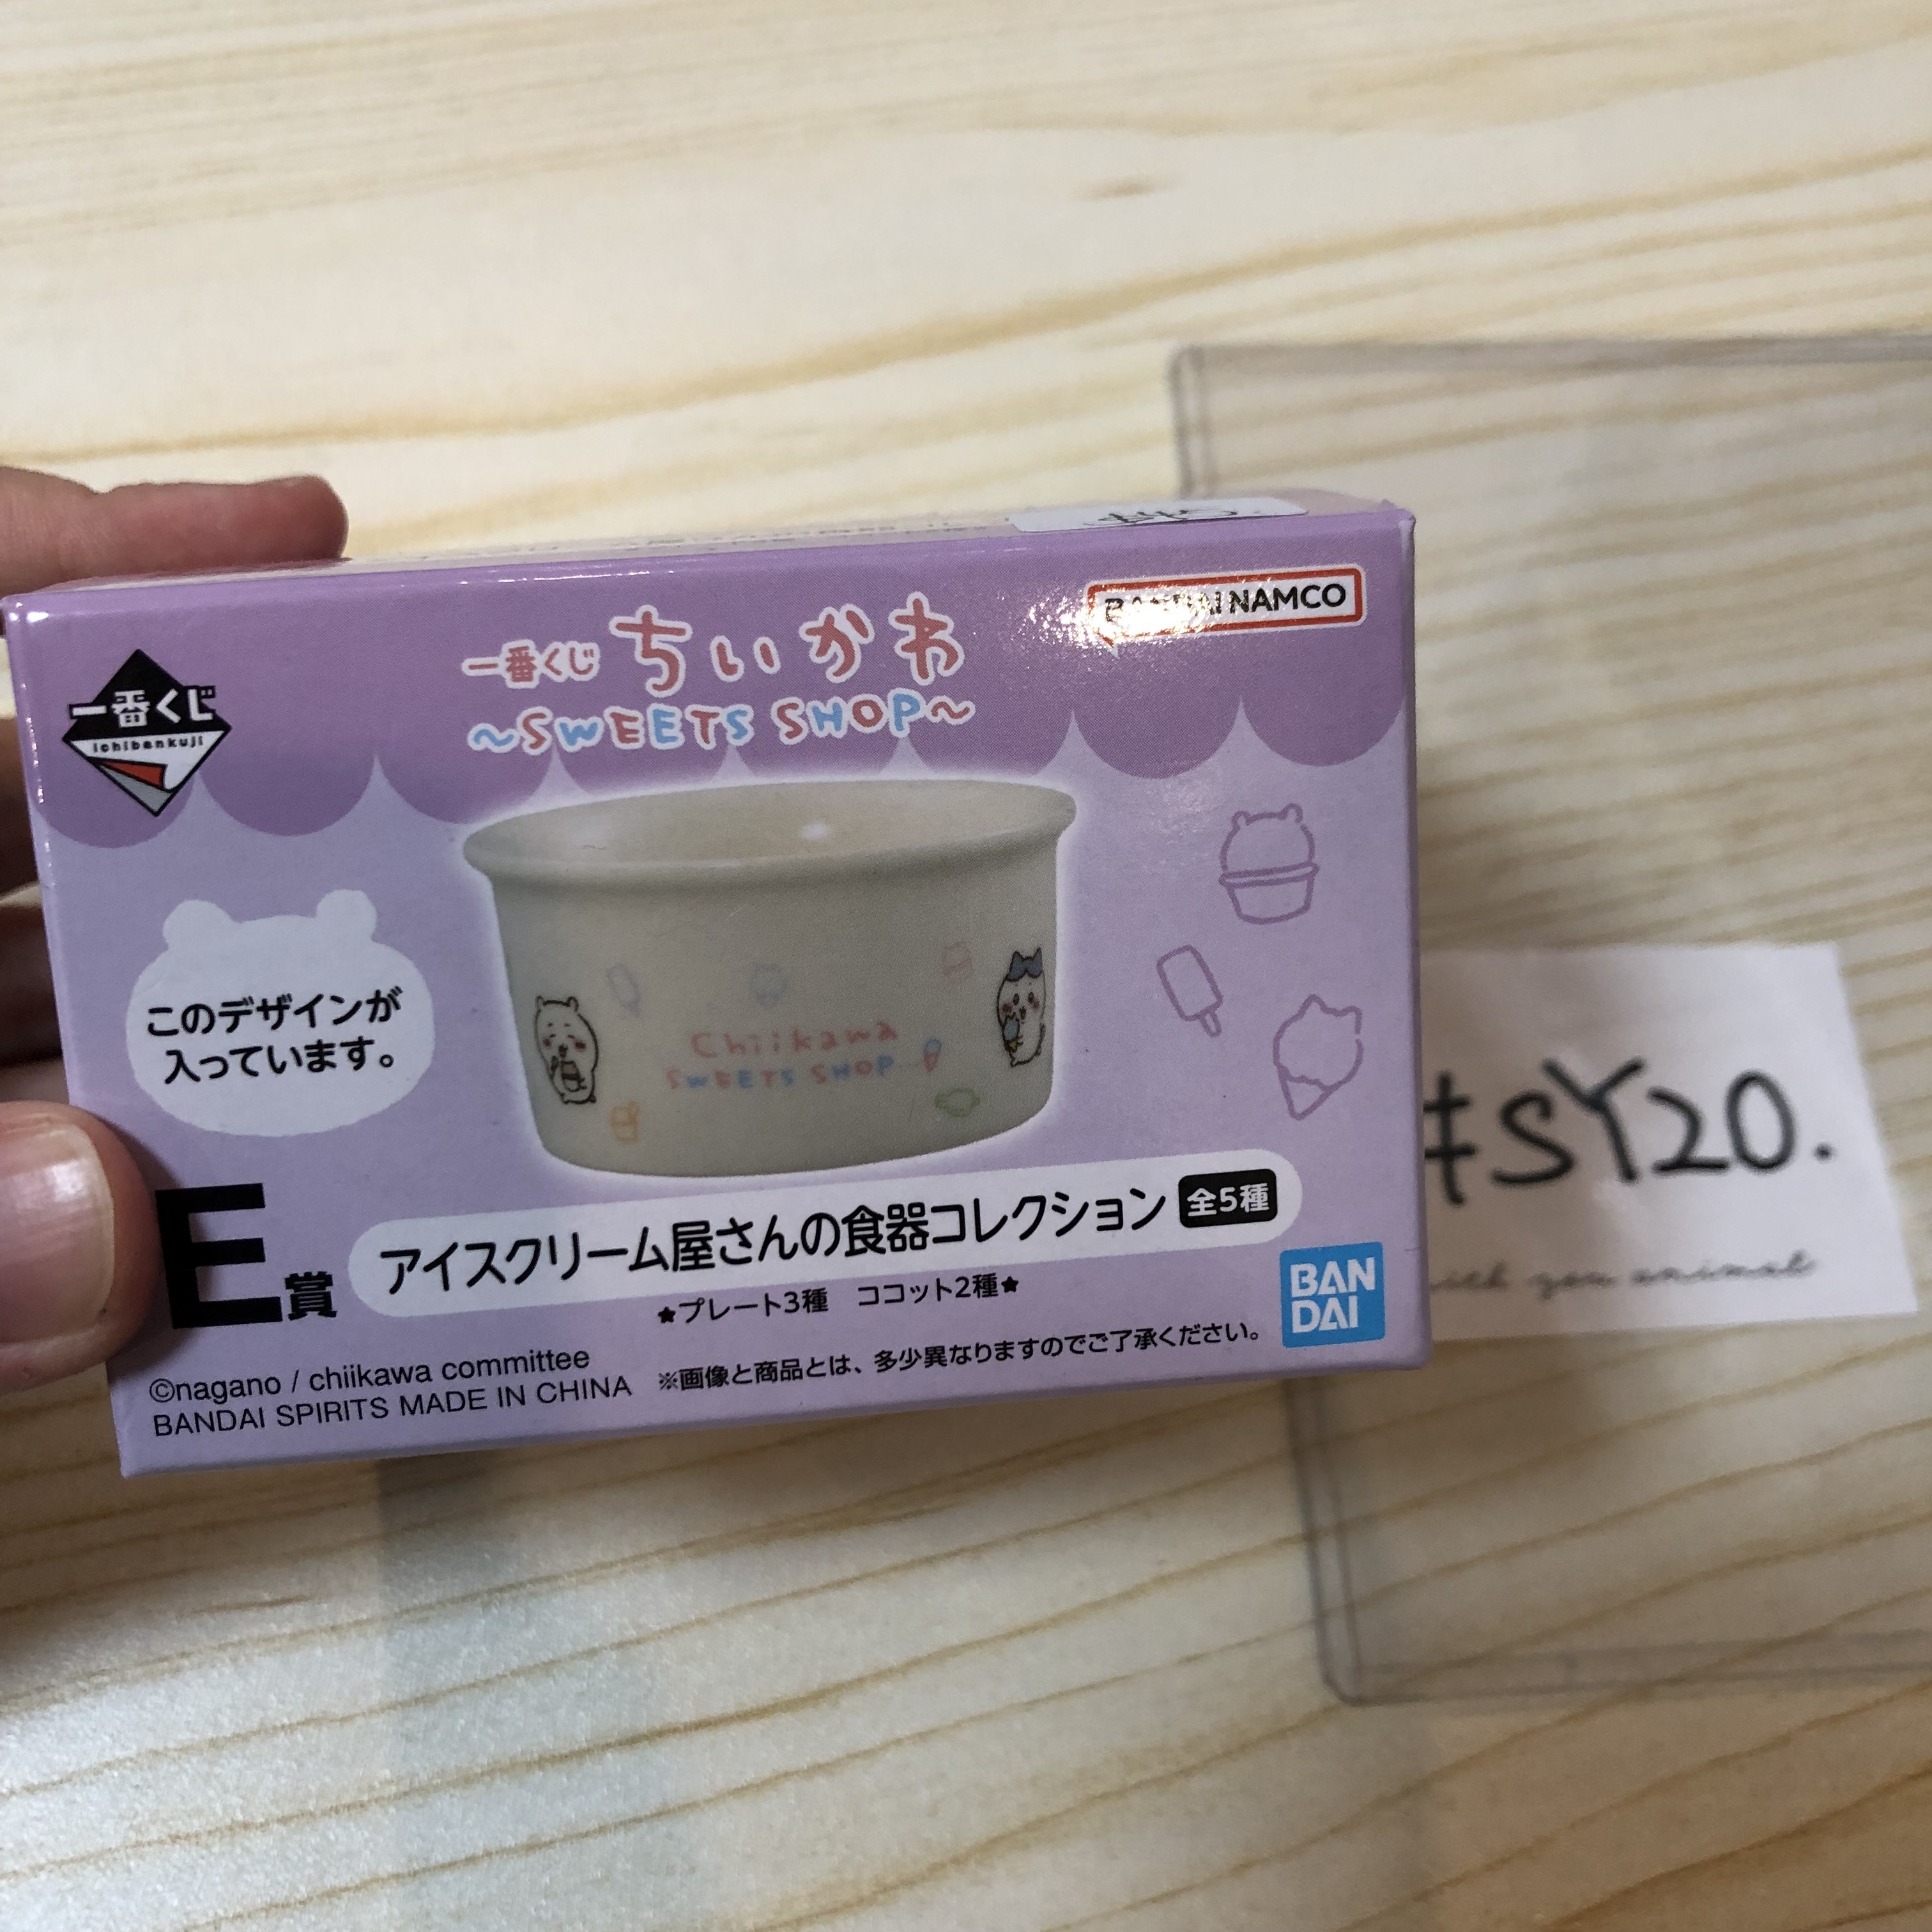 BANDAI NAMCO
一番くじ ちいかわ
～SWEETS SHOP～
一番くじ
ichibankuji
このデザインが
入っています。
Chiikawa
SWEETS SHOP
E賞
アイスクリーム屋さんの食器コレクション 全5種
★プレート3種 ココット2種★
BAN
DAI
©nagano / chiikawa committee
BANDAI SPIRITS MADE IN CHINA
※画像と商品とは、多少異なりますのでご了承ください。
#SY20.
with you animal